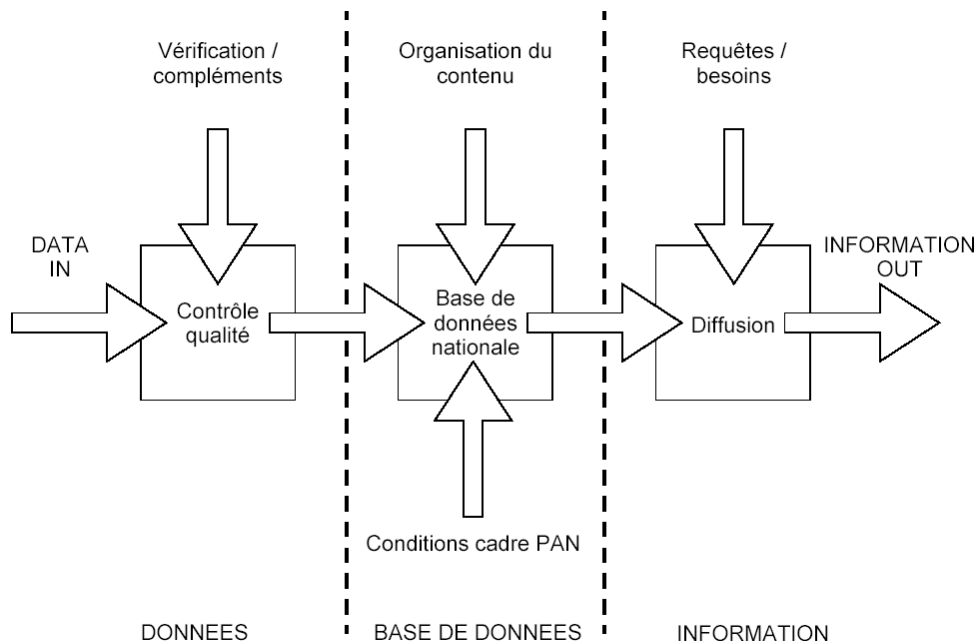 Vérification /
compléments
Organisation du
contenu
Requêtes /
besoins
DATA
IN
INFORMATION
OUT
Contrôle
qualité
Base de
données
nationale
Diffusion
Conditions cadre PAN
DONNEES
BASE DE DONNEES
INFORMATION